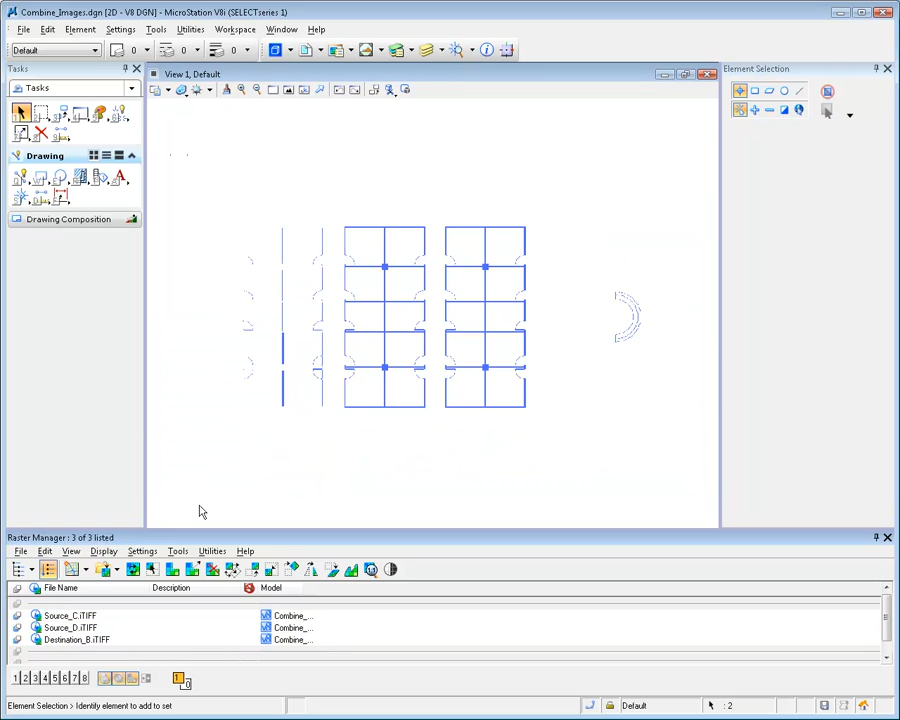 Combine_Images.dgn [2D - V8 DGN] - MicroStation V8i (SELECTseries 1)
File Edit Element Settings Tools Utilities Workspace Window Help
Default 0 0 0
Tasks
View 1, Default
Element Selection
Tasks
Drawing
Drawing Composition
Raster Manager : 3 of 3 listed
File Edit View Display Settings Tools Utilities Help
File Name Description Model
Source_C.iTIFF Combine_...
Source_D.iTIFF Combine_...
Destination_B.iTIFF Combine_...
1 2 3 4 5 6 7 8 1 0
Element Selection > Identify element to add to set Default : 2